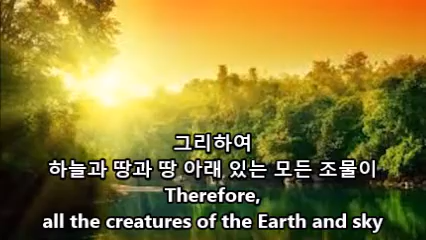 그리하여
하늘과 땅과 땅 아래 있는 모든 조물이
Therefore,
all the creatures of the Earth and sky